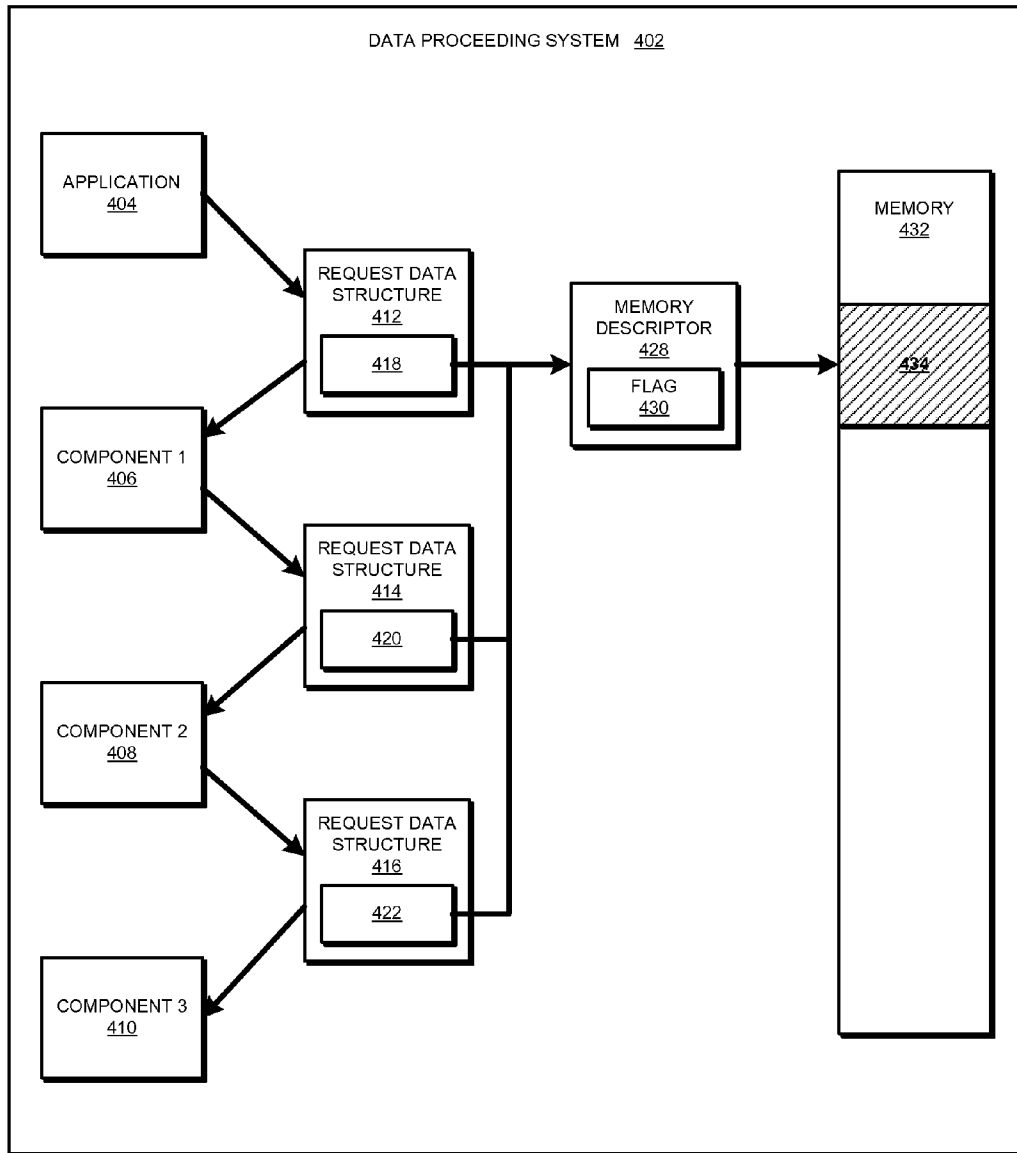 DATA PROCEEDING SYSTEM 402
APPLICATION
404
REQUEST DATA
STRUCTURE
412
418
MEMORY
DESCRIPTOR
428
FLAG
430
MEMORY
432
434
COMPONENT 1
406
REQUEST DATA
STRUCTURE
414
420
COMPONENT 2
408
REQUEST DATA
STRUCTURE
416
422
COMPONENT 3
410